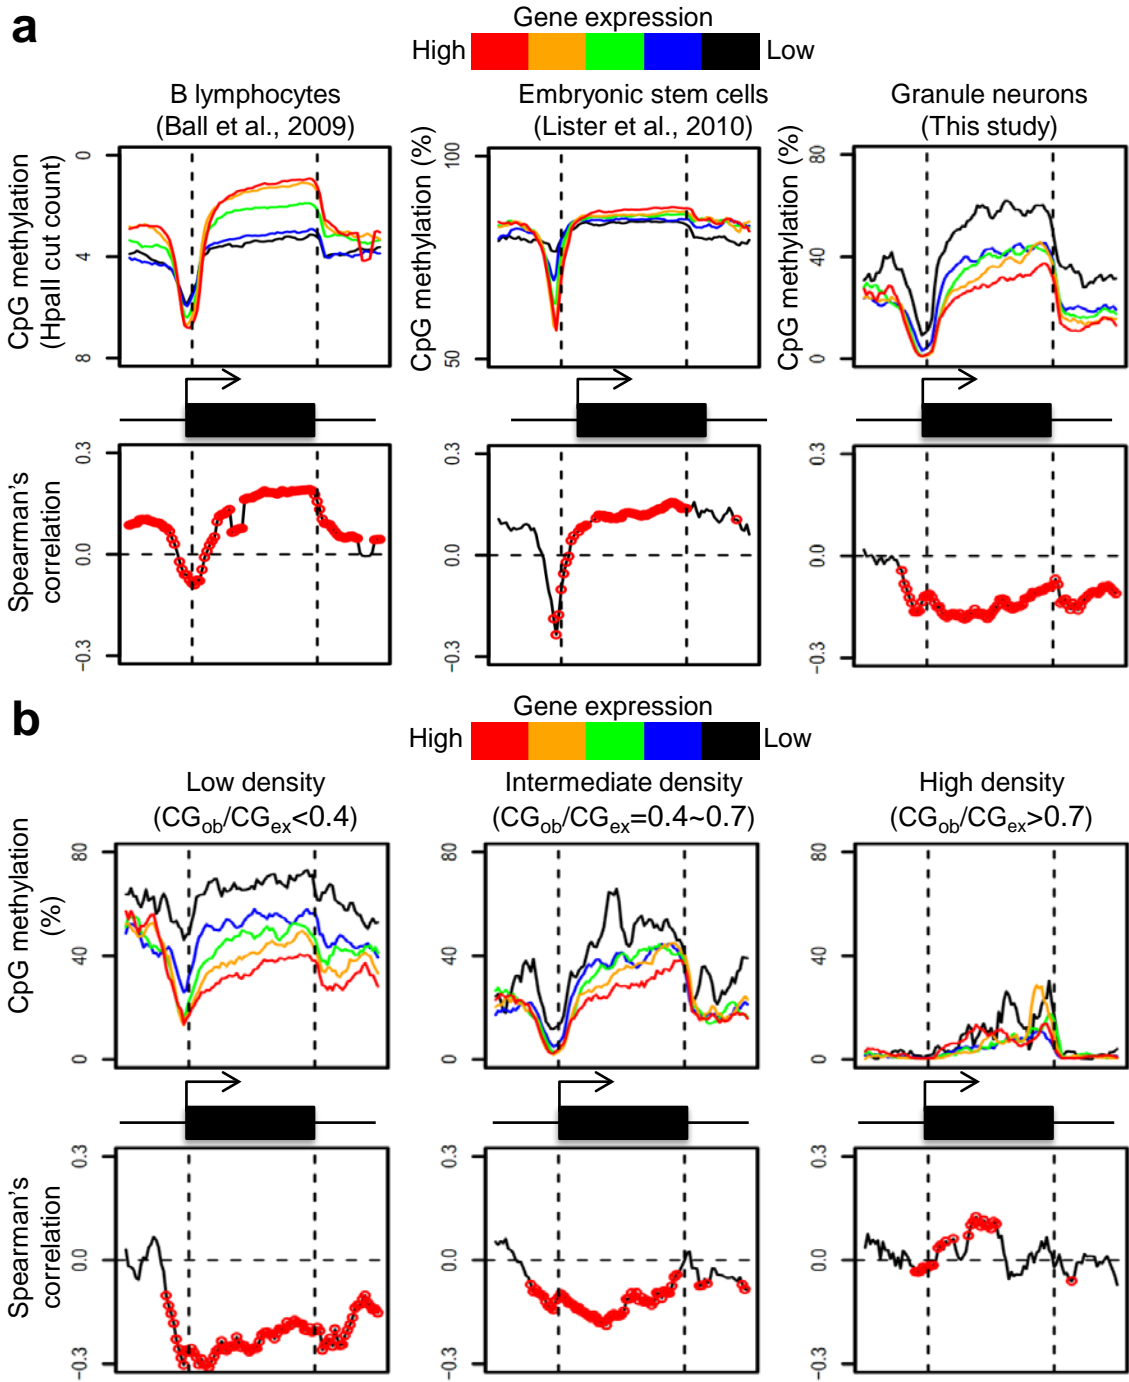 a
Gene expression
High Low
B lymphocytes
(Ball et al., 2009)
Embryonic stem cells
(Lister et al., 2010)
Granule neurons
(This study)
CpG methylation
(HpaII cut count)
0
4
8
CpG methylation (%)
100
50
CpG methylation (%)
80
40
0
Spearman's
correlation
0.3
0.0
−0.3
0.3
0.0
−0.3
0.3
0.0
−0.3
b
Gene expression
High Low
Low density
(CGob/CGex<0.4)
Intermediate density
(CGob/CGex=0.4~0.7)
High density
(CGob/CGex>0.7)
CpG methylation
(%)
80
40
0
80
40
0
80
40
0
Spearman's
correlation
0.3
0.0
−0.3
0.3
0.0
−0.3
0.3
0.0
−0.3